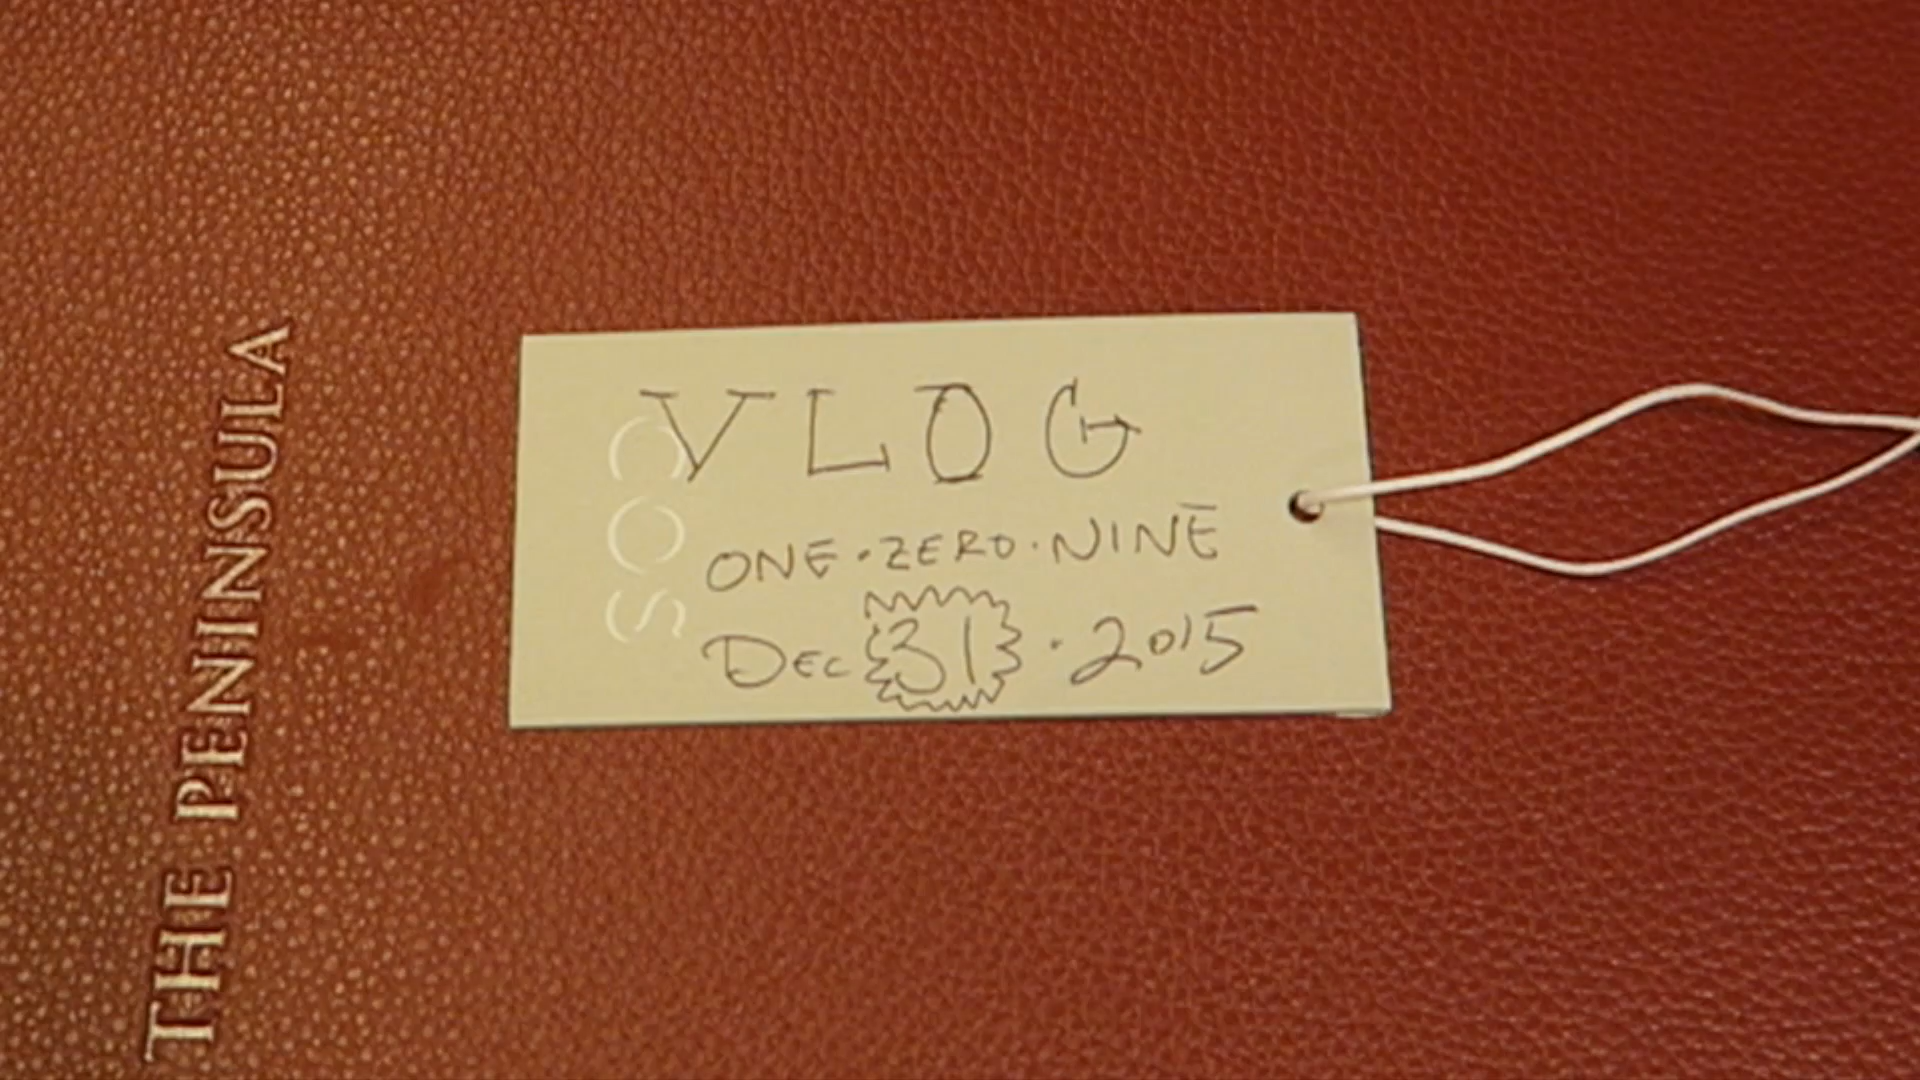 THE PENINSULA
COS
VLOG
ONE·ZERO·NINE
DEC 31·2015